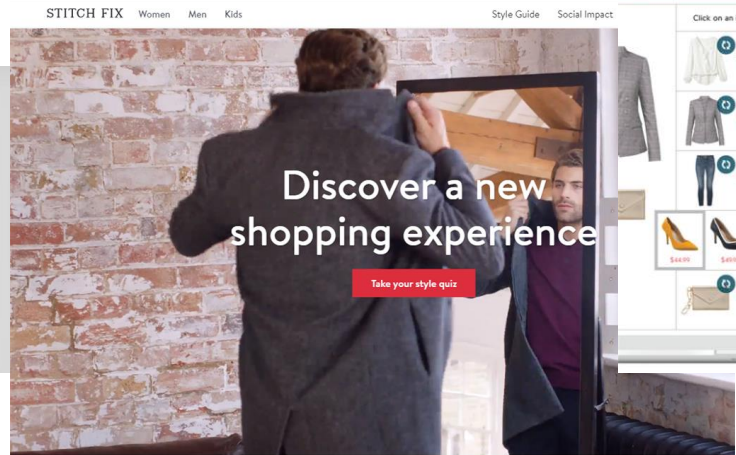 STITCH FIX Women Men Kids Style Guide Social Impact
Click on an
Discover a new
shopping experience
Take your style quiz
$44.99